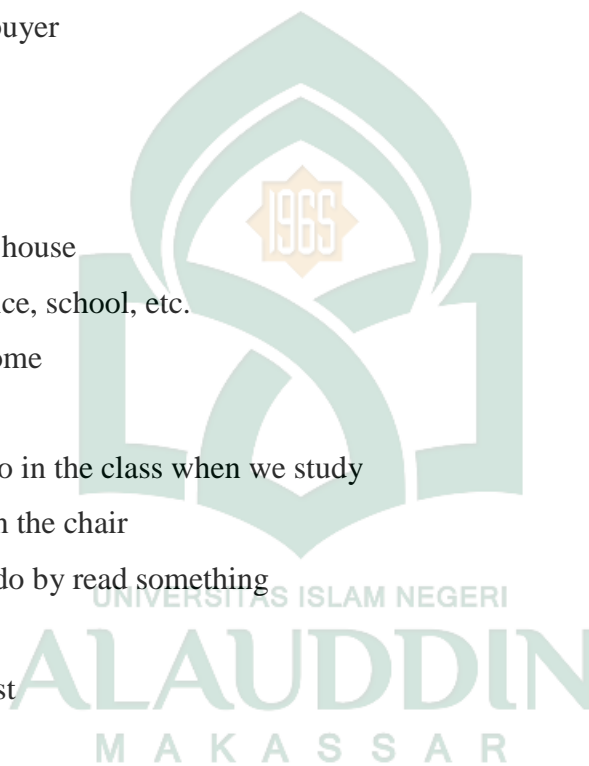 buyer
1965
house
ice, school, etc.
ome
o in the class when we study
n the chair
do by read something
UNIVERSITAS ISLAM NEGERI
st
ALAUDDIN
MAKASSAR